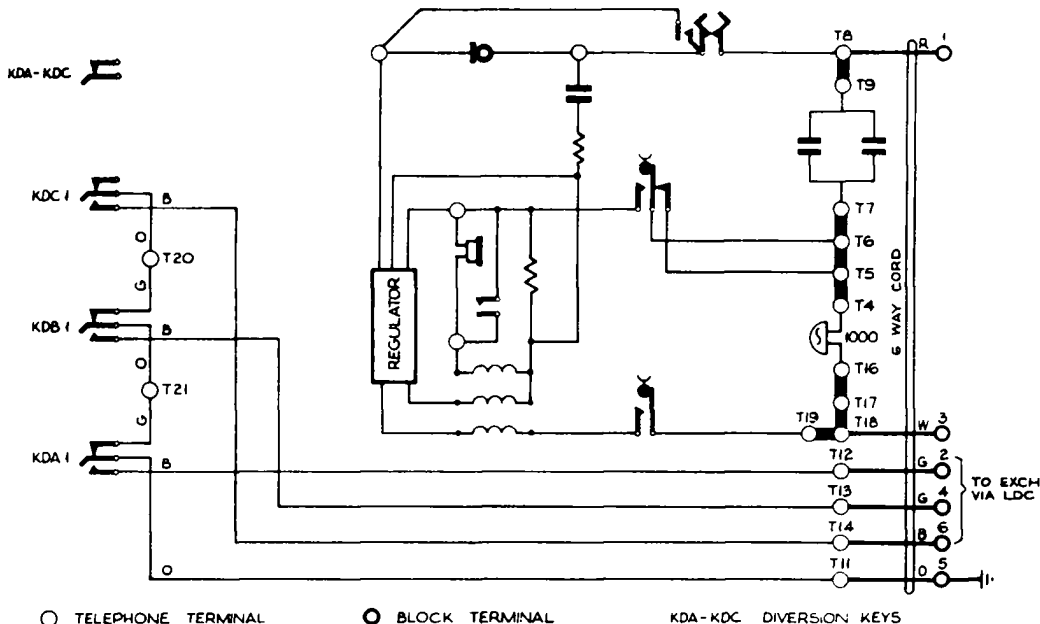 T8
R
1
KDA-KDC
T9
KDC 1
B
O
T20
G
T7
T6
T5
T4
6 WAY CORD
KDB 1
B
O
T21
G
REGULATOR
1000
T16
T17
T19
T18
W
3
KDA 1
B
T12
G
2
T13
G
4
TO EXCH
VIA LDC
T14
B
6
O
T11
O
5
TELEPHONE TERMINAL
BLOCK TERMINAL
KDA-KDC DIVERSION KEYS